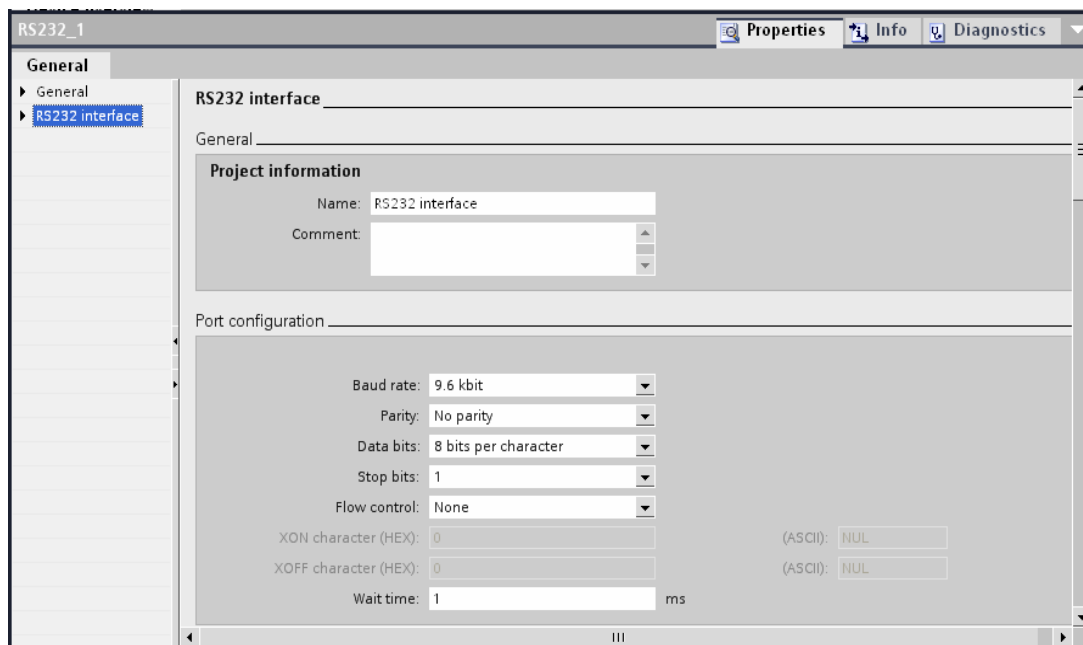 RS232_1
Properties
Info
Diagnostics
General
General
RS232 interface
RS232 interface
General
Project information
Name: RS232 interface
Comment:
Port configuration
Baud rate: 9.6 kbit
Parity: No parity
Data bits: 8 bits per character
Stop bits: 1
Flow control: None
XON character (HEX): 0 (ASCII): NUL
XOFF character (HEX): 0 (ASCII): NUL
Wait time: 1 ms